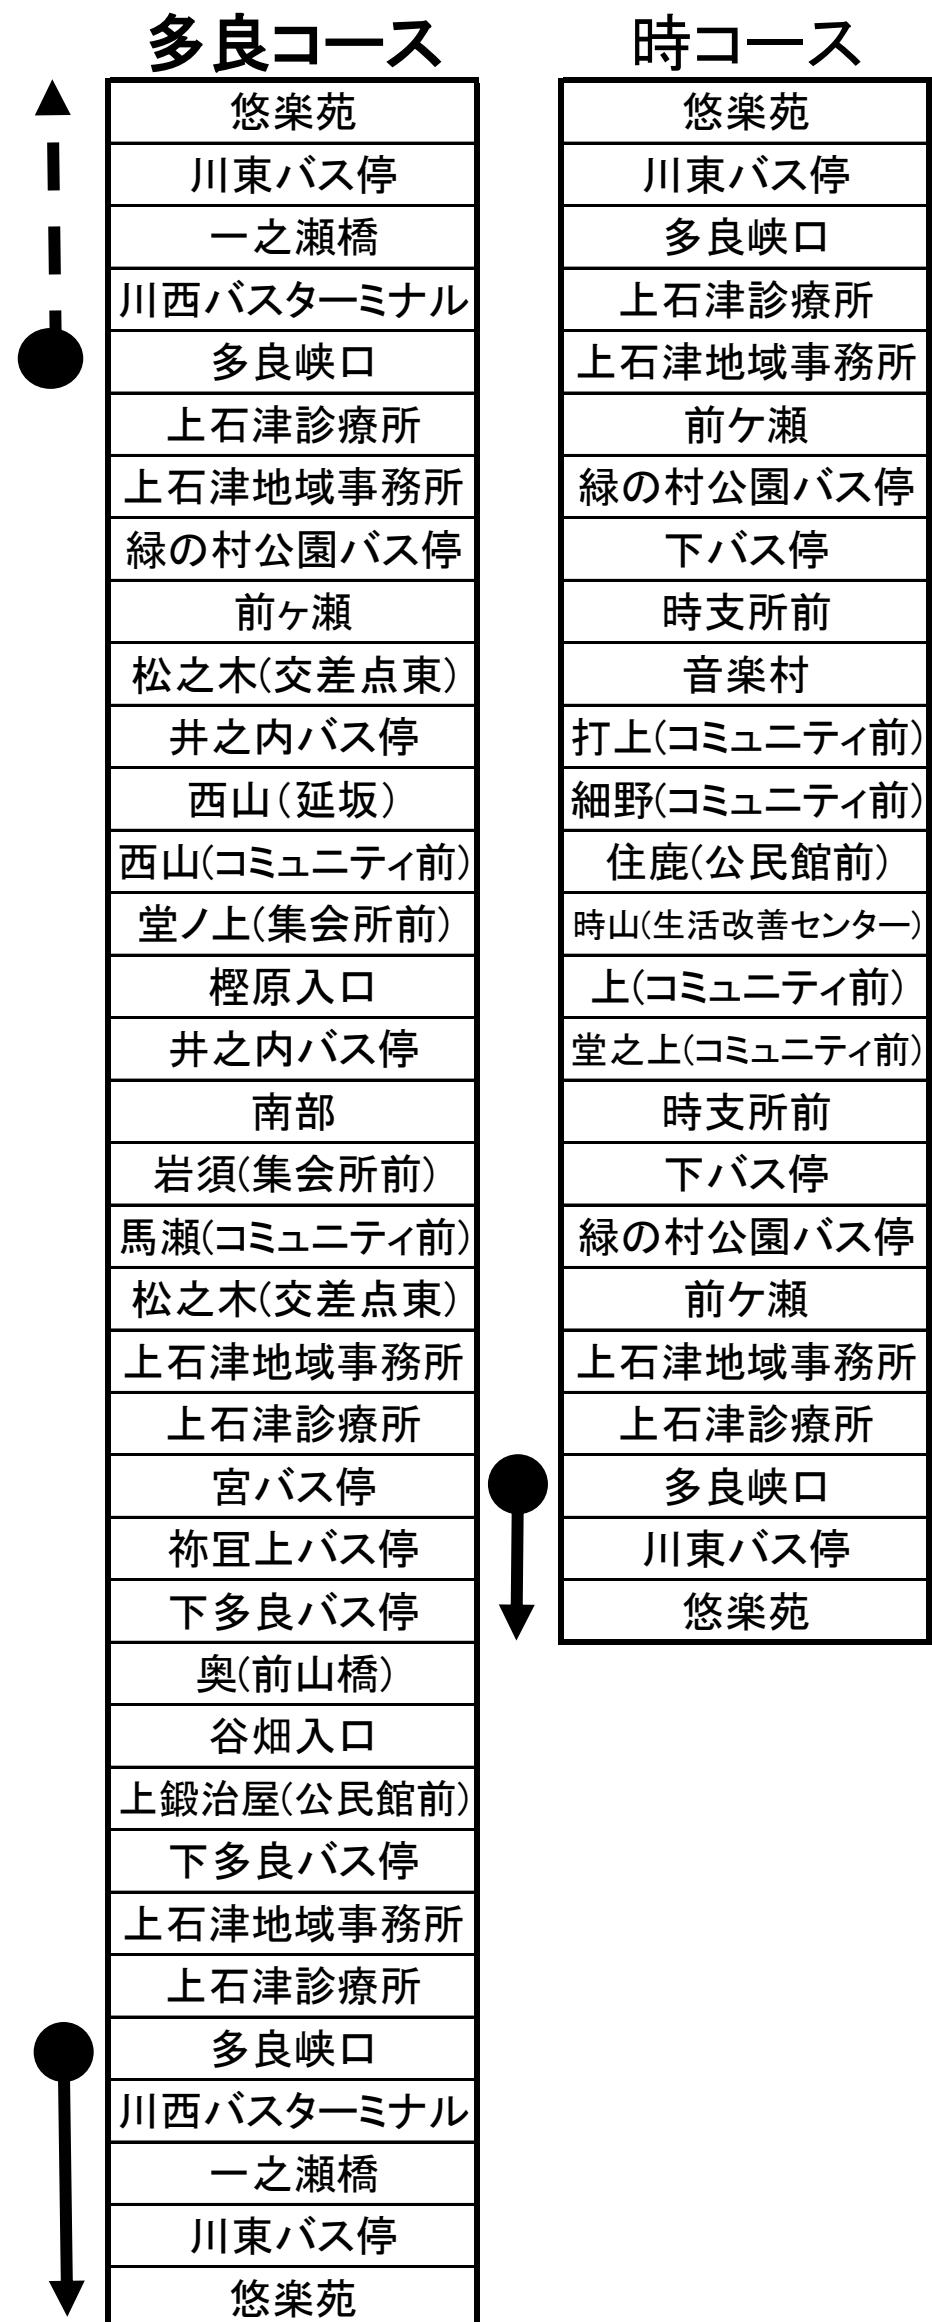 多良コース
悠楽苑
川東バス停
一之瀬橋
川西バスターミナル
多良峡口
上石津診療所
上石津地域事務所
緑の村公園バス停
前ヶ瀬
松之木(交差点東)
井之内バス停
西山(延坂)
西山(コミュニティ前)
堂ノ上(集会所前)
樫原入口
井之内バス停
南部
岩須(集会所前)
馬瀬(コミュニティ前)
松之木(交差点東)
上石津地域事務所
上石津診療所
宮バス停
祢冝上バス停
下多良バス停
奥(前山橋)
谷畑入口
上鍛治屋(公民館前)
下多良バス停
上石津地域事務所
上石津診療所
多良峡口
川西バスターミナル
一之瀬橋
川東バス停
悠楽苑
時コース
悠楽苑
川東バス停
多良峡口
上石津診療所
上石津地域事務所
前ケ瀬
緑の村公園バス停
下バス停
時支所前
音楽村
打上(コミュニティ前)
細野(コミュニティ前)
住鹿(公民館前)
時山(生活改善センター)
上(コミュニティ前)
堂之上(コミュニティ前)
時支所前
下バス停
緑の村公園バス停
前ケ瀬
上石津地域事務所
上石津診療所
多良峡口
川東バス停
悠楽苑